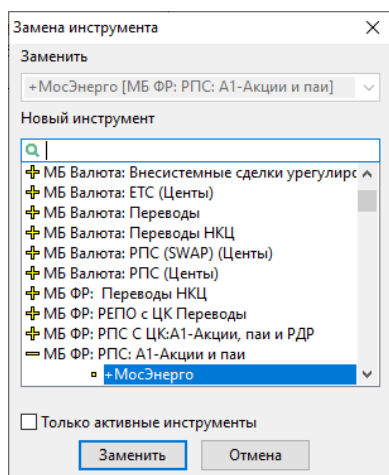 Замена инструмента
Заменить
+МосЭнерго [МБ ФР: РПС: А1-Акции и паи]
Новый инструмент
МБ Валюта: Внесистемные сделки урегулирс
МБ Валюта: ETC (Центы)
МБ Валюта: Переводы
МБ Валюта: Переводы НКЦ
МБ Валюта: РПС (SWAP) (Центы)
МБ Валюта: РПС (Центы)
МБ ФР: Переводы НКЦ
МБ ФР: РЕПО с ЦК Переводы
МБ ФР: РПС С ЦК:А1-Акции, паи и РДР
МБ ФР: РПС: А1-Акции и паи
+МосЭнерго
Только активные инструменты
Заменить Отмена